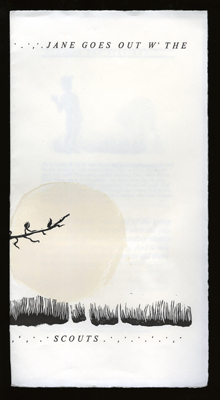 . . , . JANE GOES OUT W' THE
. , . , . SCOUTS . . , . . . , . . . , .